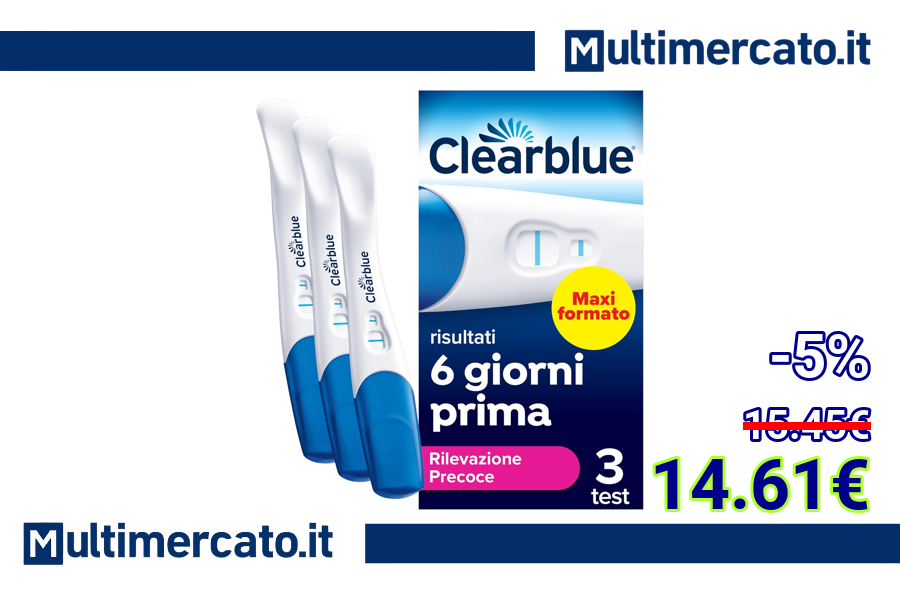 Multimercato.it
Clearblue
Clearblue
Clearblue
Clearblue
Maxi
formato
risultati
6 giorni
prima
Rilevazione
Precoce
3
test
-5%
15.45€
14.61€
Multimercato.it